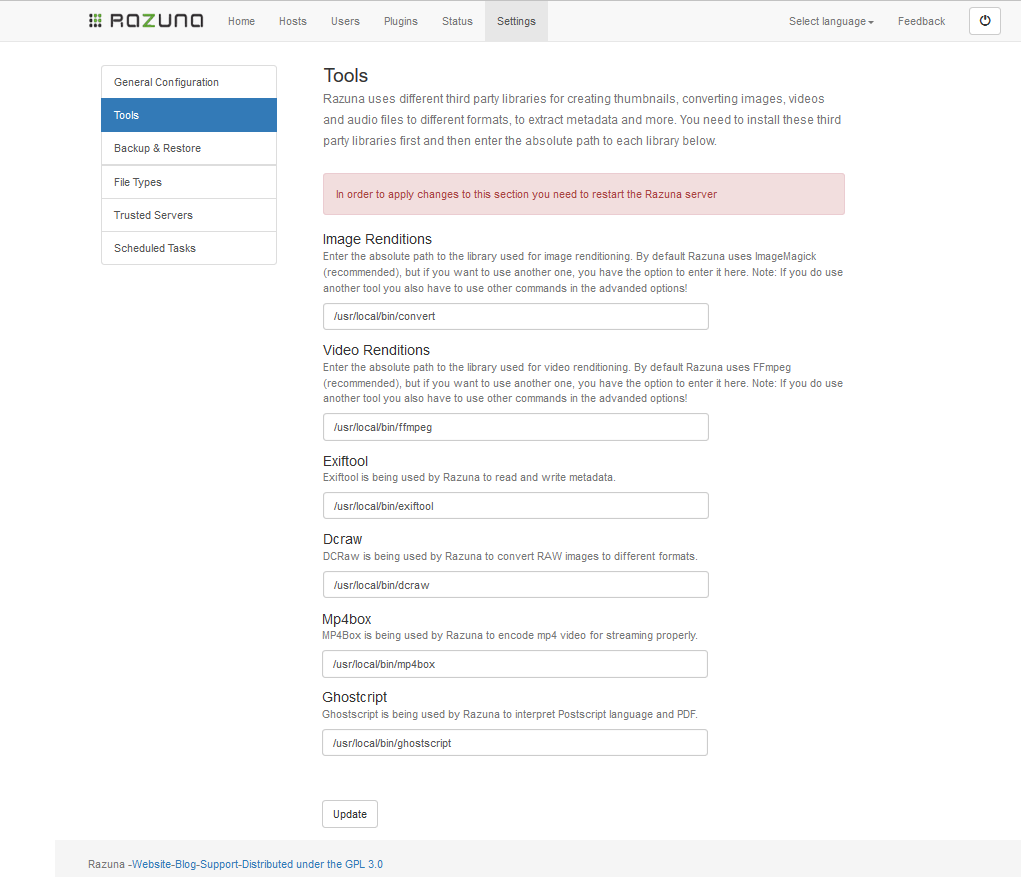 RAZUNA Home Hosts Users Plugins Status Settings Select language Feedback
General Configuration
Tools
Backup & Restore
File Types
Trusted Servers
Scheduled Tasks
Tools
Razuna uses different third party libraries for creating thumbnails, converting images, videos
and audio files to different formats, to extract metadata and more. You need to install these third
party libraries first and then enter the absolute path to each library below.
In order to apply changes to this section you need to restart the Razuna server
Image Renditions
Enter the absolute path to the library used for image renditioning. By default Razuna uses ImageMagick
(recommended), but if you want to use another one, you have the option to enter it here. Note: If you do use
another tool you also have to use other commands in the advanded options!
/usr/local/bin/convert
Video Renditions
Enter the absolute path to the library used for video renditioning. By default Razuna uses FFmpeg
(recommended), but if you want to use another one, you have the option to enter it here. Note: If you do use
another tool you also have to use other commands in the advanded options!
/usr/local/bin/ffmpeg
Exiftool
Exiftool is being used by Razuna to read and write metadata.
/usr/local/bin/exiftool
Dcraw
DCRaw is being used by Razuna to convert RAW images to different formats.
/usr/local/bin/dcraw
Mp4box
MP4Box is being used by Razuna to encode mp4 video for streaming properly.
/usr/local/bin/mp4box
Ghostcript
Ghostscript is being used by Razuna to interpret Postscript language and PDF.
/usr/local/bin/ghostscript
Update
Razuna -Website-Blog-Support-Distributed under the GPL 3.0